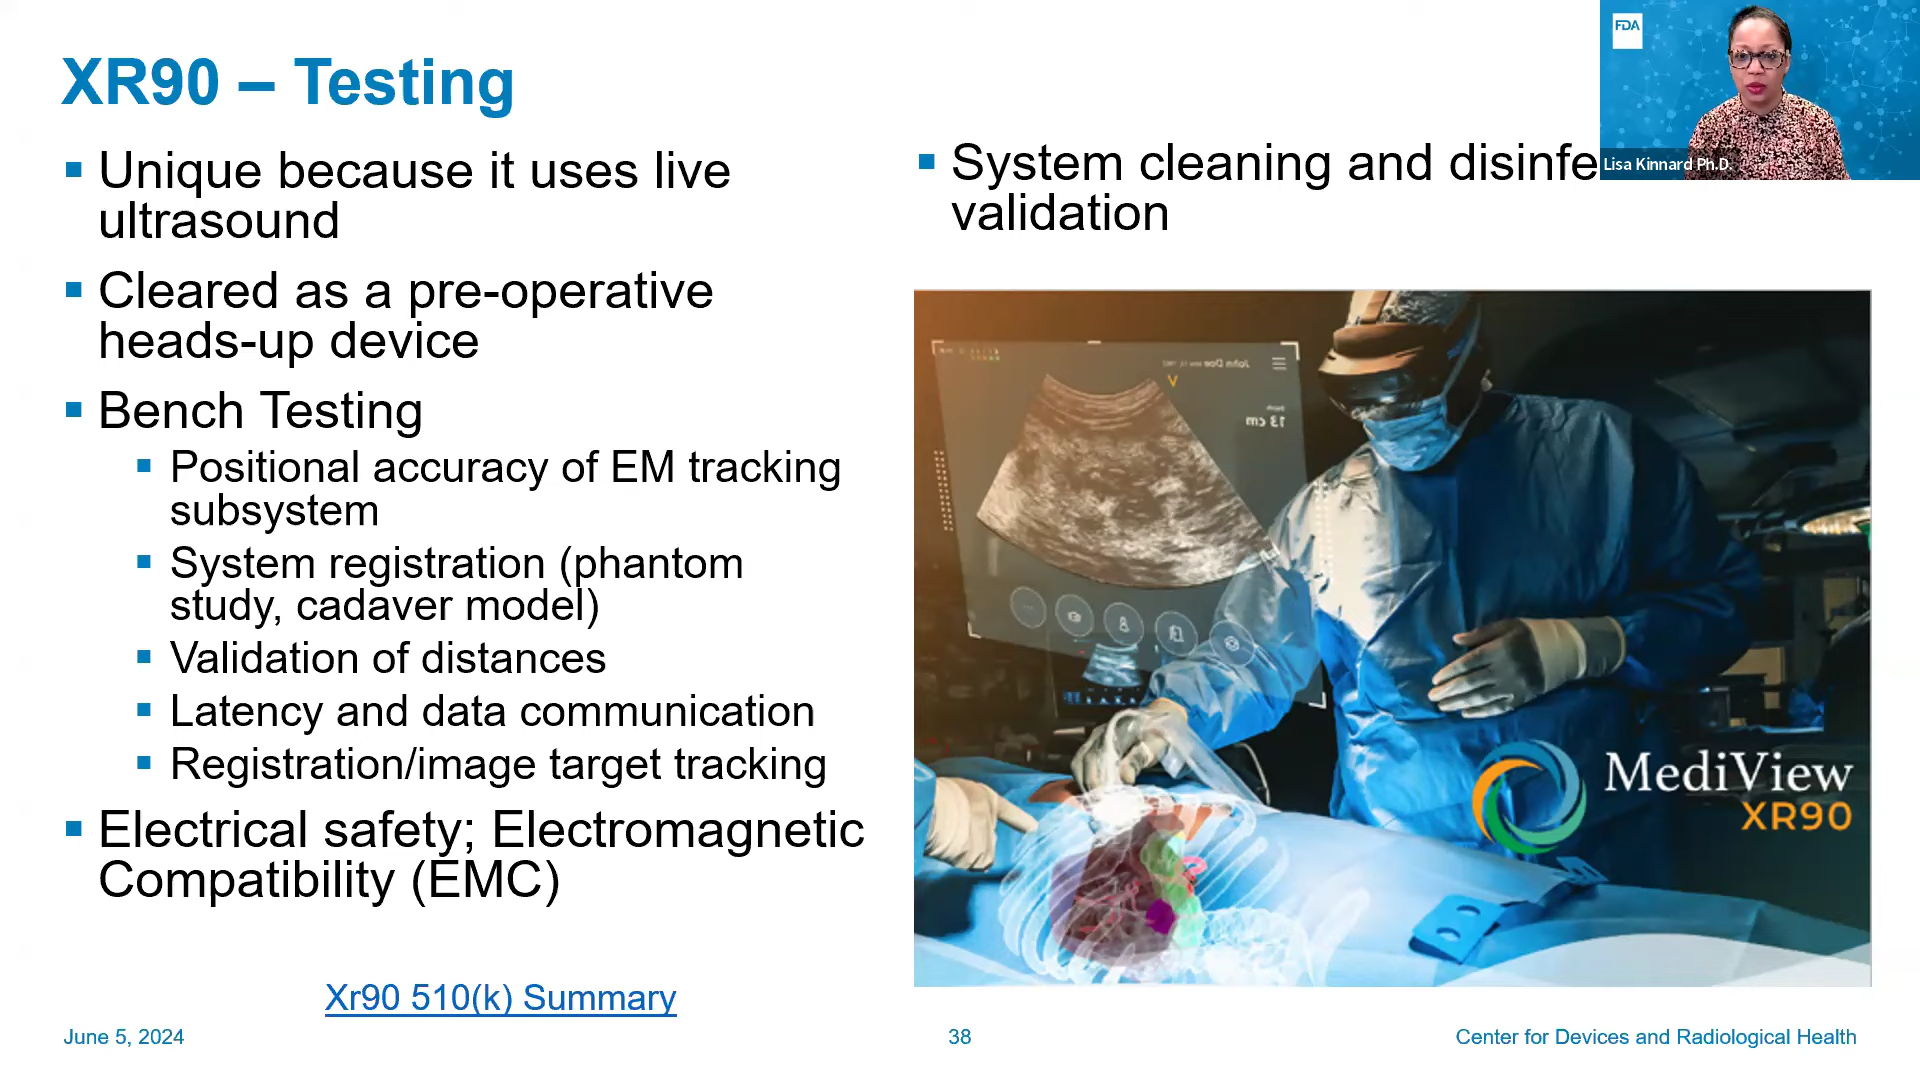 XR90 – Testing
Unique because it uses live
ultrasound
Cleared as a pre-operative
heads-up device
Bench Testing
Positional accuracy of EM tracking
subsystem
System registration (phantom
study, cadaver model)
Validation of distances
Latency and data communication
Registration/image target tracking
Electrical safety; Electromagnetic
Compatibility (EMC)
Xr90 510(k) Summary
System cleaning and disinfe
validation
FDA
Lisa Kinnard Ph.D.
John Doe
13 cm
MediView
XR90
June 5, 2024
38
Center for Devices and Radiological Health